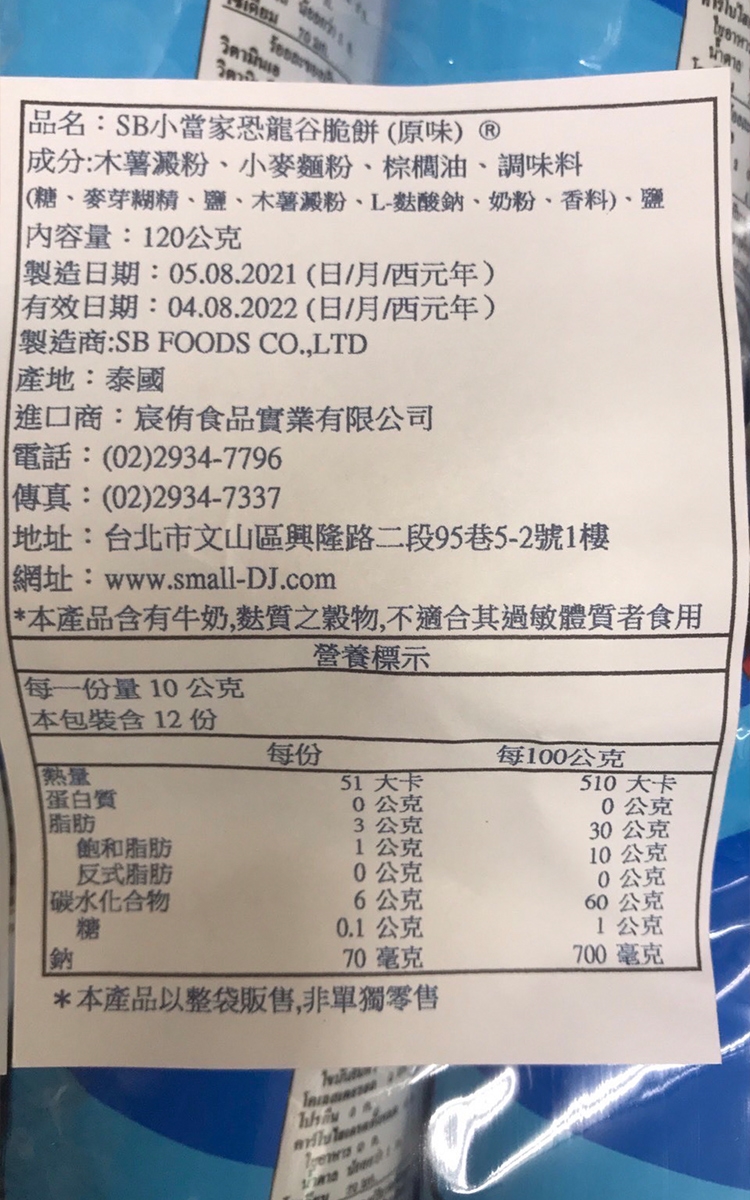 วิตามินเอ
品名：SB小當家恐龍谷脆餅 (原味) ®
成分:木薯澱粉、小麥麵粉、棕櫚油、調味料
(糖、麥芽糊精、鹽、木薯澱粉、L-麩酸鈉、奶粉、香料)、鹽
內容量：120公克
製造日期：05.08.2021 (日/月/西元年)
有效日期：04.08.2022 (日/月/西元年)
製造商:SB FOODS CO.,LTD
產地：泰國
進口商：宸侑食品實業有限公司
電話：(02)2934-7796
傳真：(02)2934-7337
地址：台北市文山區興隆路二段95巷5-2號1樓
網址：www.small-DJ.com
*本產品含有牛奶,麩質之穀物,不適合其過敏體質者食用
營養標示
每一份量 10 公克
本包裝含 12 份
每份 每100公克
熱量 51 大卡 510 大卡
蛋白質 0 公克 0 公克
脂肪 3 公克 30 公克
飽和脂肪 1 公克 10 公克
反式脂肪 0 公克 0 公克
碳水化合物 6 公克 60 公克
糖 0.1 公克 1 公克
鈉 70 毫克 700 毫克
*本產品以整袋販售,非單獨零售